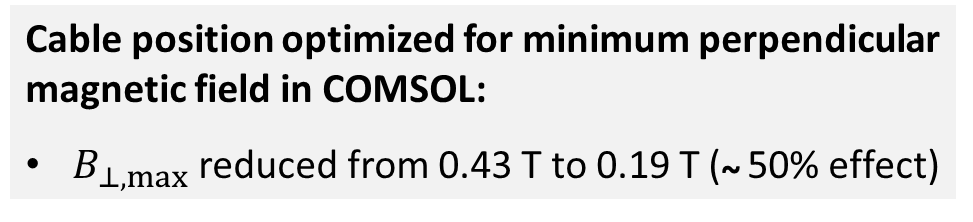 Cable position optimized for minimum perpendicular
magnetic field in COMSOL:
• B⊥,max reduced from 0.43 T to 0.19 T (~ 50% effect)